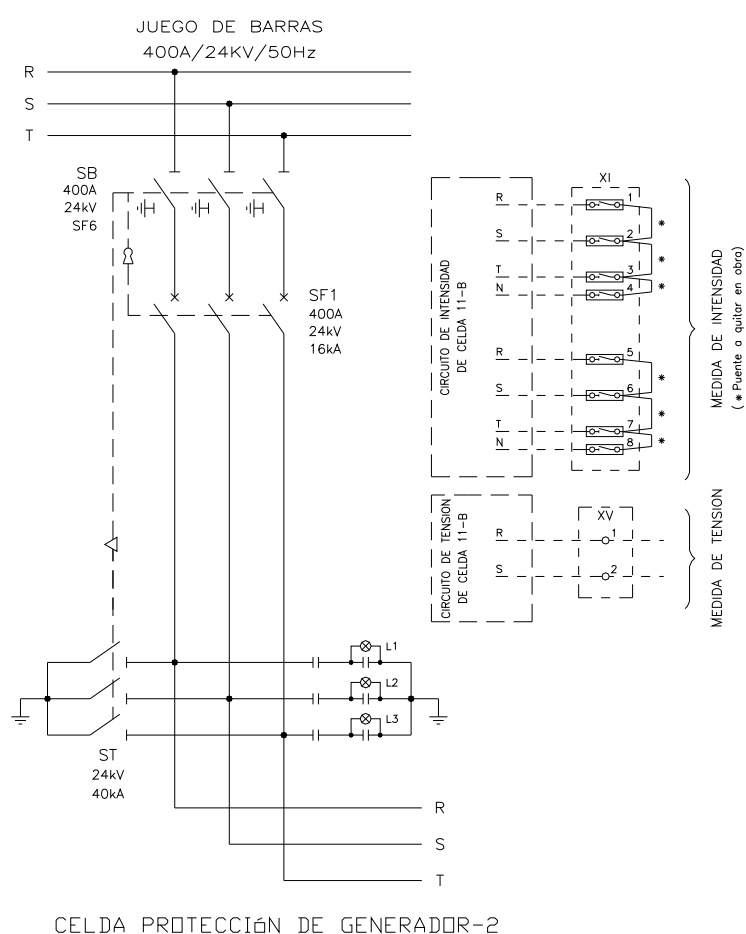 JUEGO DE BARRAS
400A/24KV/50Hz
R
S
T
SB
400A
24kV
SF6
SF1
400A
24kV
16kA
CIRCUITO DE INTENSIDAD
DE CELDA 11-B
R
S
T
N
R
S
T
N
XI
1
2
3
4
5
6
7
8
*
*
*
*
*
*
MEDIDA DE INTENSIDAD
(* Puente a quitar en obra)
CIRCUITO DE TENSION
DE CELDA 11-B
R
S
XV
1
2
MEDIDA DE TENSION
L1
L2
L3
ST
24kV
40kA
R
S
T
CELDA PROTECCIóN DE GENERADOR-2